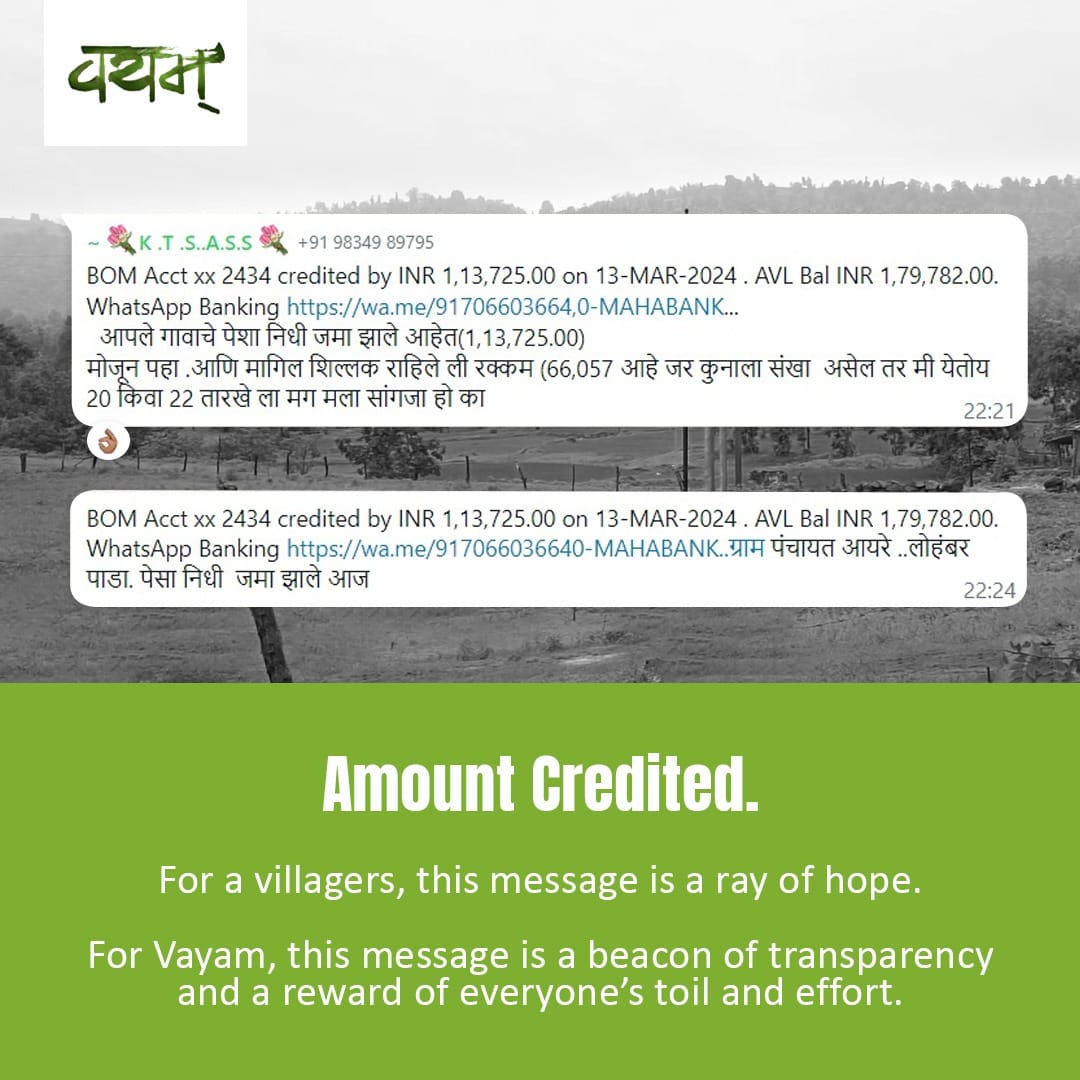 वयम्
~ K .T .S..A.S.S +91 98349 89795
BOM Acct xx 2434 credited by INR 1,13,725.00 on 13-MAR-2024 . AVL Bal INR 1,79,782.00.
WhatsApp Banking https://wa.me/91706603664,0-MAHABANK...
आपले गावाचे पेशा निधी जमा झाले आहेत(1,13,725.00)
मोजून पहा .आणि मागिल शिल्लक राहिले ली रक्कम (66,057 आहे जर कुनाला संखा असेल तर मी येतोय
20 किवा 22 तारखे ला मग मला सांगजा हो का
22:21
BOM Acct xx 2434 credited by INR 1,13,725.00 on 13-MAR-2024 . AVL Bal INR 1,79,782.00.
WhatsApp Banking https://wa.me/917066036640-MAHABANK..ग्राम पंचायत आयरे ..लोहंबर
पाडा. पेसा निधी जमा झाले आज
22:24
Amount Credited.
For a villagers, this message is a ray of hope.
For Vayam, this message is a beacon of transparency
and a reward of everyone’s toil and effort.